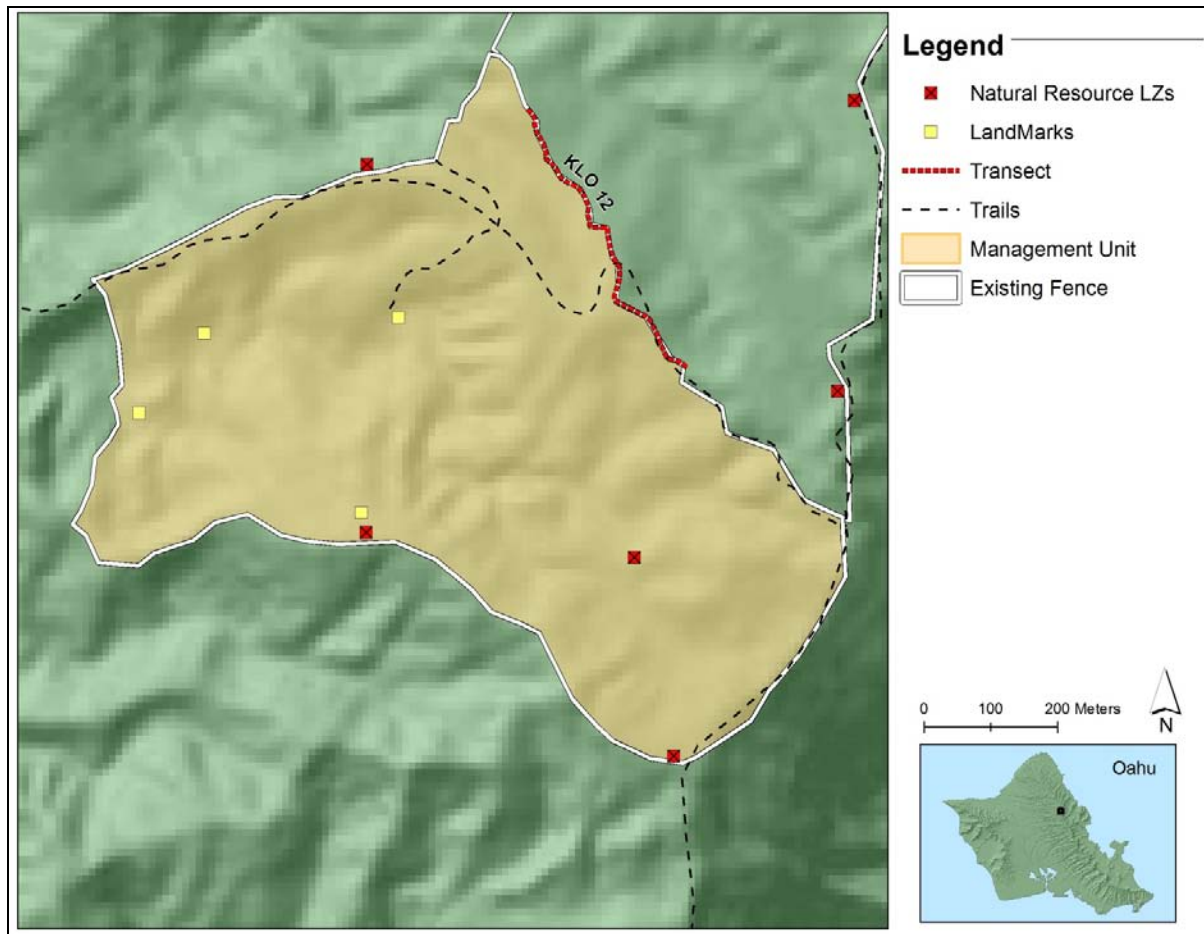 KLO 12
Legend
Natural Resource LZs
LandMarks
Transect
Trails
Management Unit
Existing Fence
0 100 200 Meters
N
Oahu